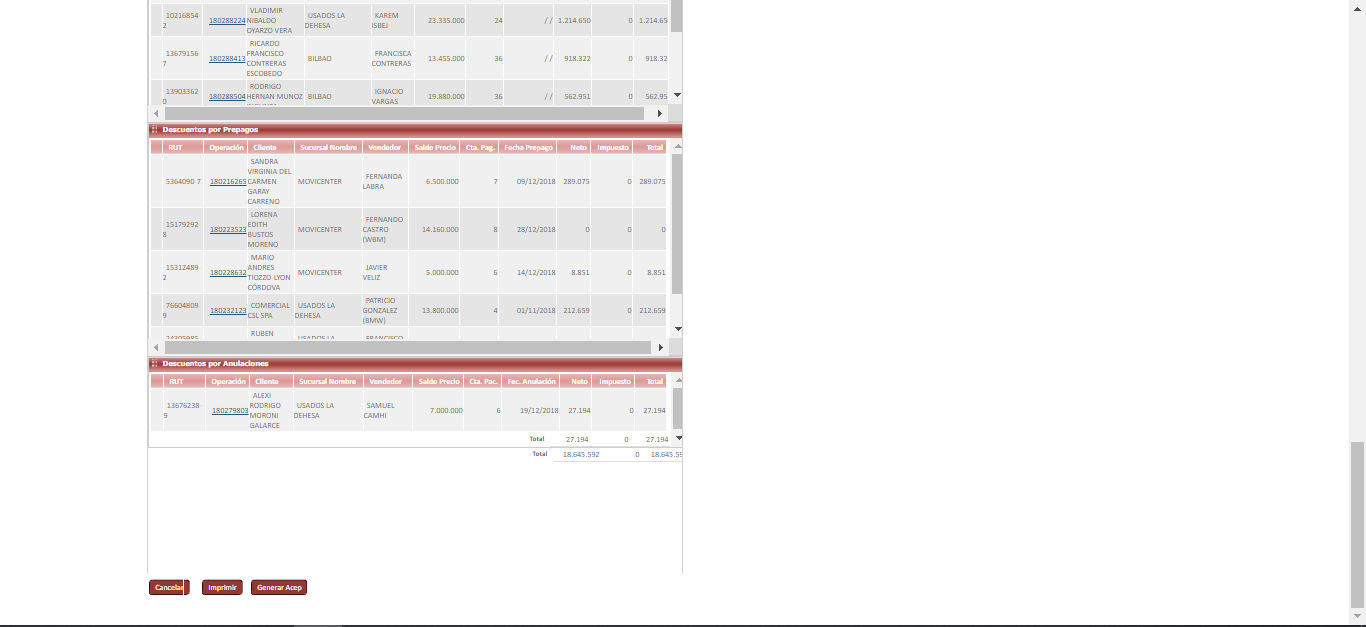 VLADIMIR
10216854 180288224 NIBALDO USADOS LA KAREM 23.335.000 24 / / 1.214.650 0 1.214.65
2 OYARZO VERA DEHESA ISBEJ
RICARDO
13679156 180288413 FRANCISCO BILBAO FRANCISCA 13.455.000 36 / / 918.322 0 918.32
7 CONTRERAS CONTRERAS
ESCOBEDO
13903362 180288504 RODRIGO BILBAO IGNACIO 19.880.000 36 / / 562.951 0 562.95
0 HERNAN MUNOZ VARGAS
Descuentos por Prepagos
RUT Operación Cliente Sucursal Nombre Vendedor Saldo Precio Cta. Pag. Fecha Prepago Neto Impuesto Total
SANDRA
VIRGINIA DEL
5364090-7 180216265 CARMEN MOVICENTER FERNANDA 6.500.000 7 09/12/2018 289.075 0 289.075
GARAY LABRA
CARRENO
LORENA
15179292 180223523 EDITH MOVICENTER FERNANDO 14.160.000 8 28/12/2018 0 0 0
8 BUSTOS CASTRO
MORENO (WBM)
MARIO
15312489 180228632 ANDRES MOVICENTER JAVIER 5.000.000 6 14/12/2018 8.851 0 8.851
2 TIOZZO-LYON VELIZ
CÓRDOVA
76604809 180232123 COMERCIAL USADOS LA PATRICIO 13.800.000 4 01/11/2018 212.659 0 212.659
9 CSL SPA DEHESA GONZALEZ
(BMW)
RUBEN
USADOS LA FRANCISCO
Descuentos por Anulaciones
RUT Operación Cliente Sucursal Nombre Vendedor Saldo Precio Cta. Pac. Fec. Anulación Neto Impuesto Total
ALEXI
13676238- 180279803 RODRIGO USADOS LA SAMUEL 7.000.000 6 19/12/2018 27.194 0 27.194
9 MORONI DEHESA CAMHI
GALARCE
Total 27.194 0 27.194
Total 18.645.592 0 18.645.59
Cancelar Imprimir Generar Acep